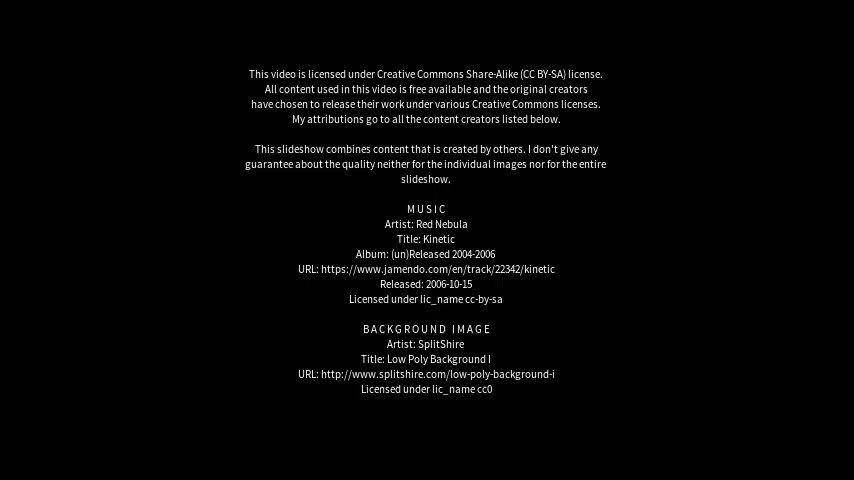 This video is licensed under Creative Commons Share-Alike (CC BY-SA) license.
All content used in this video is free available and the original creators
have chosen to release their work under various Creative Commons licenses.
My attributions go to all the content creators listed below.
This slideshow combines content that is created by others. I don't give any
guarantee about the quality neither for the individual images nor for the entire
slideshow.
MUSIC
Artist: Red Nebula
Title: Kinetic
Album: (un)Released 2004-2006
URL: https://www.jamendo.com/en/track/22342/kinetic
Released: 2006-10-15
Licensed under lic_name cc-by-sa
BACKGROUND IMAGE
Artist: SplitShire
Title: Low Poly Background I
URL: http://www.splitshire.com/low-poly-background-i
Licensed under lic_name cc0